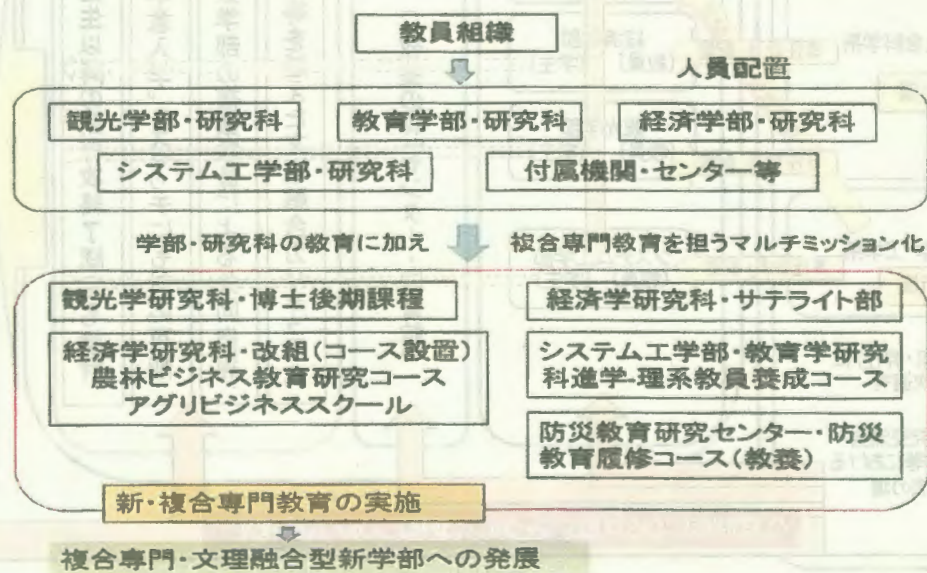 教員組織
人員配置
観光学部・研究科
教育学部・研究科
経済学部・研究科
システム工学部・研究科
付属機関・センター等
学部・研究科の教育に加え
複合専門教育を担うマルチミッション化
観光学研究科・博士後期課程
経済学研究科・サテライト部
経済学研究科・改組(コース設置)
農林ビジネス教育研究コース
アグリビジネススクール
システム工学部・教育学研究
科進学-理系教員養成コース
防災教育研究センター・防災
教育履修コース(教養)
新・複合専門教育の実施
複合専門・文理融合型新学部への発展